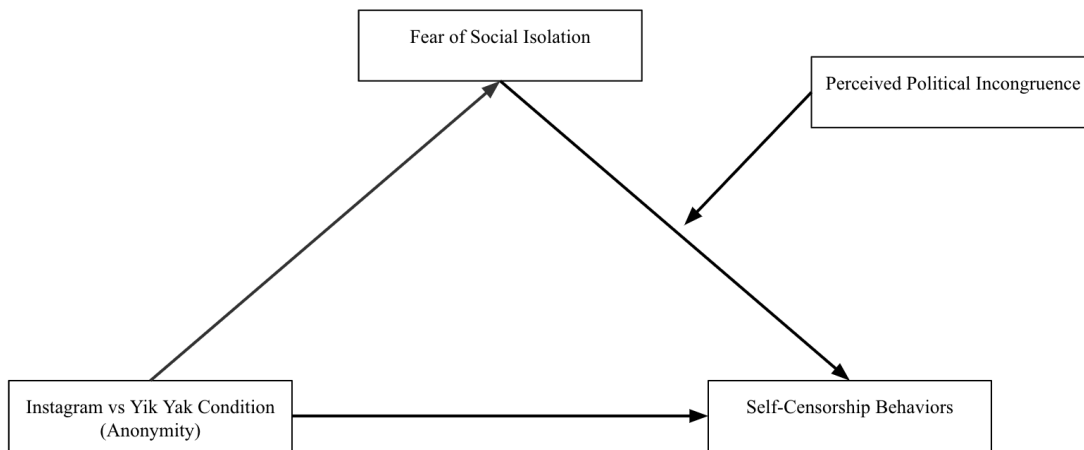 Fear of Social Isolation
Perceived Political Incongruence
Instagram vs Yik Yak Condition
(Anonymity)
Self-Censorship Behaviors